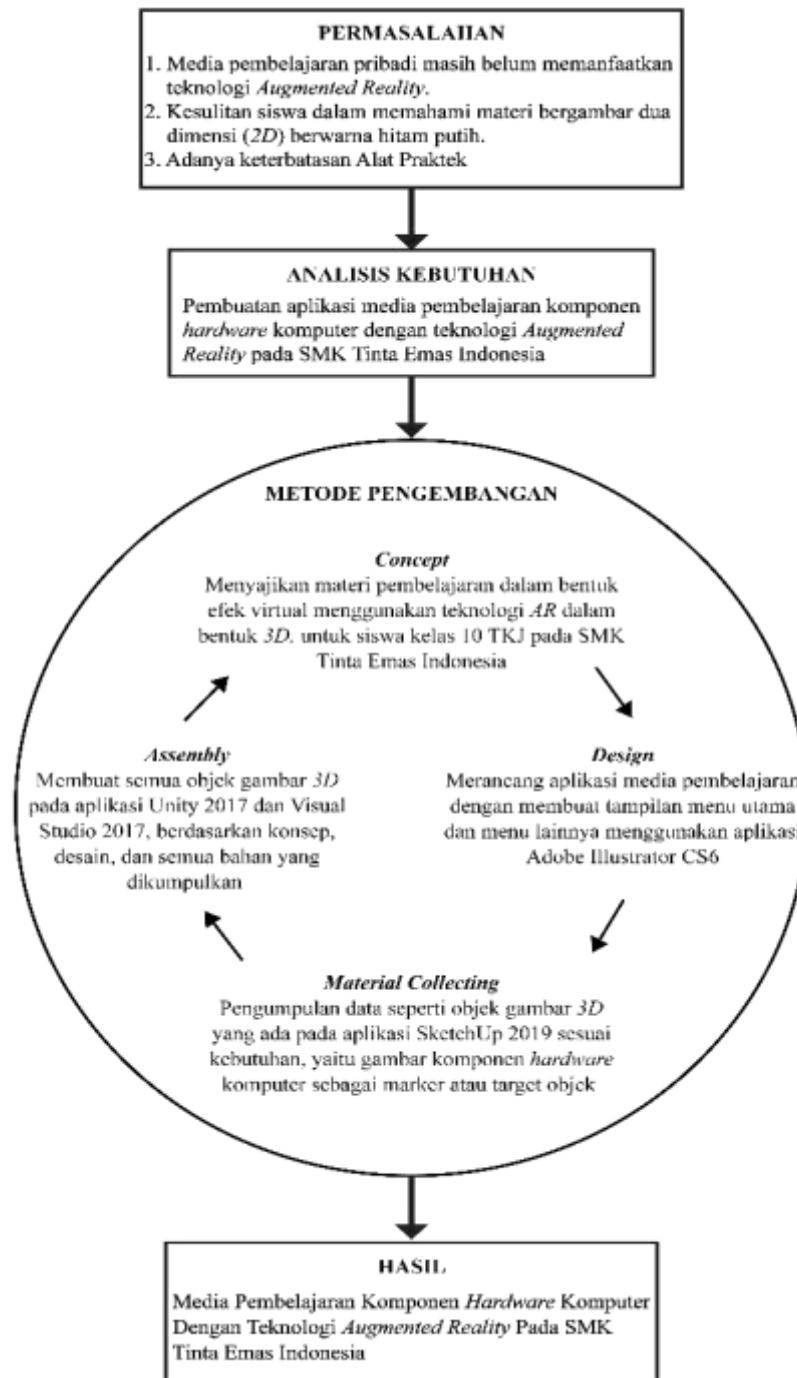 PERMASALAHAN
1. Media pembelajaran pribadi masih belum memanfaatkan
teknologi Augmented Reality.
2. Kesulitan siswa dalam memahami materi bergambar dua
dimensi (2D) berwarna hitam putih.
3. Adanya keterbatasan Alat Praktek
ANALISIS KEBUTUHAN
Pembuatan aplikasi media pembelajaran komponen
hardware komputer dengan teknologi Augmented
Reality pada SMK Tinta Emas Indonesia
METODE PENGEMBANGAN
Concept
Menyajikan materi pembelajaran dalam bentuk
efek virtual menggunakan teknologi AR dalam
bentuk 3D. untuk siswa kelas 10 TKJ pada SMK
Tinta Emas Indonesia
Assembly
Membuat semua objek gambar 3D
pada aplikasi Unity 2017 dan Visual
Studio 2017, berdasarkan konsep,
desain, dan semua bahan yang
dikumpulkan
Design
Merancang aplikasi media pembelajaran
dengan membuat tampilan menu utama
dan menu lainnya menggunakan aplikasi
Adobe Illustrator CS6
Material Collecting
Pengumpulan data seperti objek gambar 3D
yang ada pada aplikasi SketchUp 2019 sesuai
kebutuhan, yaitu gambar komponen hardware
komputer sebagai marker atau target objek
HASIL
Media Pembelajaran Komponen Hardware Komputer
Dengan Teknologi Augmented Reality Pada SMK
Tinta Emas Indonesia